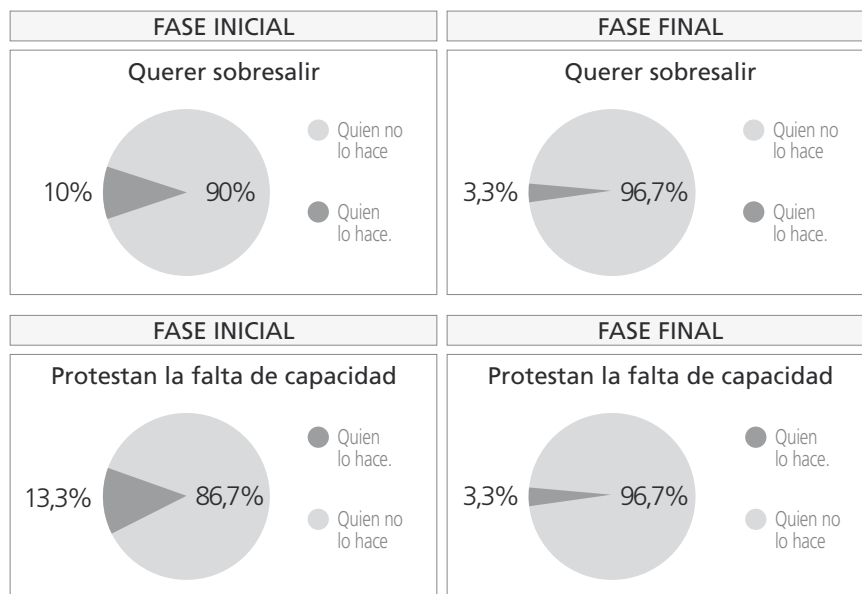 FASE INICIAL
Querer sobresalir
10%
90%
Quien no
lo hace
Quien
lo hace.
FASE FINAL
Querer sobresalir
3,3%
96,7%
Quien no
lo hace
Quien
lo hace.
FASE INICIAL
Protestan la falta de capacidad
13,3%
86,7%
Quien
lo hace.
Quien no
lo hace
FASE FINAL
Protestan la falta de capacidad
3,3%
96,7%
Quien
lo hace.
Quien no
lo hace